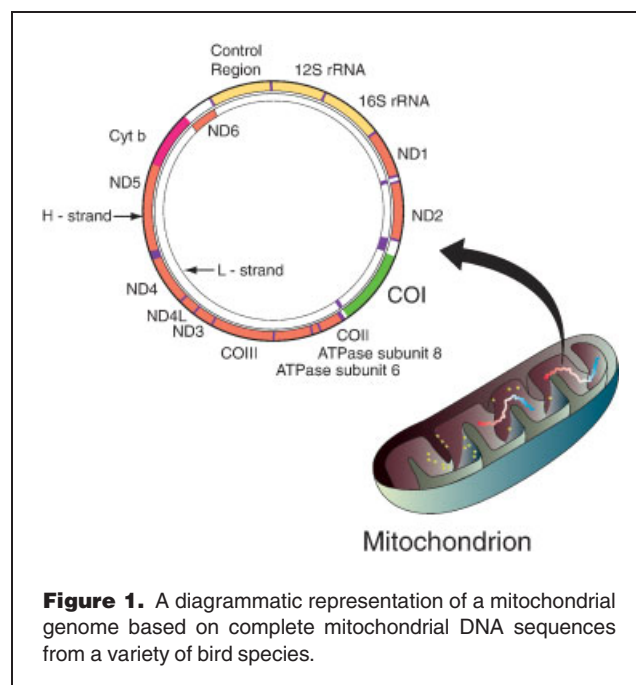 Control
Region
12S rRNA
16S rRNA
ND6
Cyt b
ND1
ND5
ND2
H - strand
L - strand
ND4
COI
ND4L
ND3
COII
COIII
ATPase subunit 8
ATPase subunit 6
Mitochondrion
Figure 1. A diagrammatic representation of a mitochondrial
genome based on complete mitochondrial DNA sequences
from a variety of bird species.